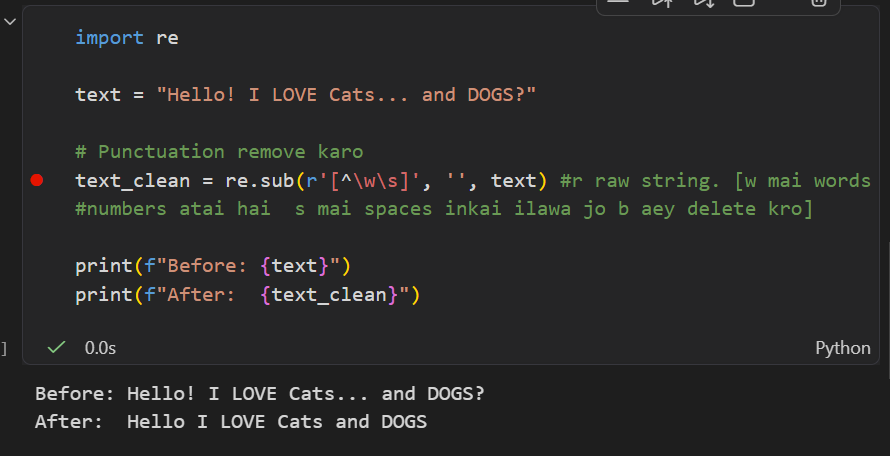 import re
text = "Hello! I LOVE Cats... and DOGS?"
# Punctuation remove karo
text_clean = re.sub(r'[^\w\s]', '', text) #r raw string. [w mai words
#numbers atai hai  s mai spaces inkai ilawa jo b aey delete kro]
print(f"Before: {text}")
print(f"After:  {text_clean}")
] 0.0s Python
Before: Hello! I LOVE Cats... and DOGS?
After:  Hello I LOVE Cats and DOGS